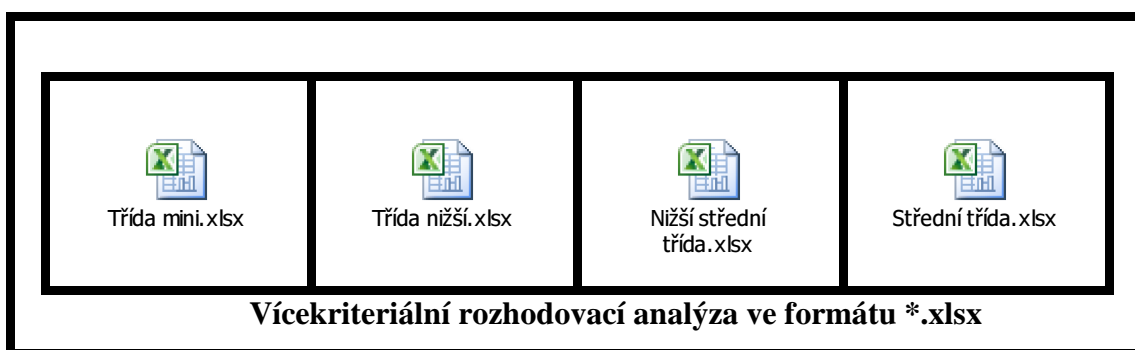 Třída mini.xlsx
Třída nižší.xlsx
Nižší střední
třída.xlsx
Střední třída.xlsx
Vícekriteriální rozhodovací analýza ve formátu *.xlsx